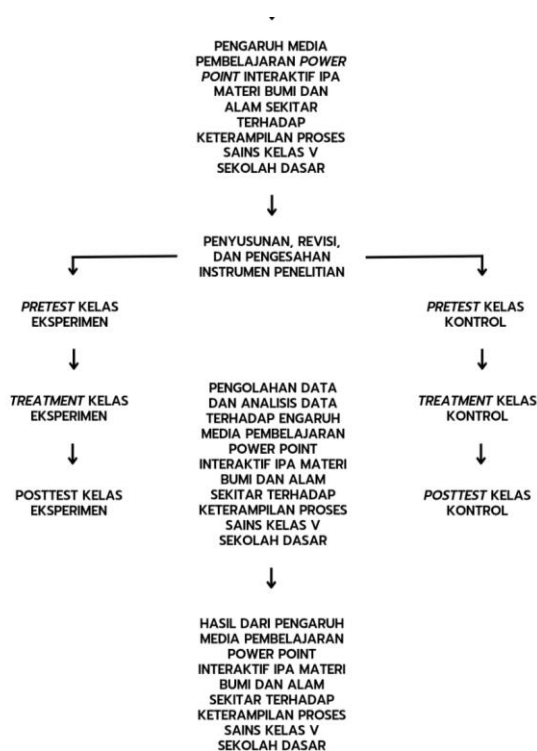 PENGARUH MEDIA
PEMBELAJARAN POWER
POINT INTERAKTIF IPA
MATERI BUMI DAN
ALAM SEKITAR
TERHADAP
KETERAMPILAN PROSES
SAINS KELAS V
SEKOLAH DASAR
PENYUSUNAN, REVISI,
DAN PENGESAHAN
INSTRUMEN PENELITIAN
PRETEST KELAS
EKSPERIMEN
PRETEST KELAS
KONTROL
TREATMENT KELAS
EKSPERIMEN
TREATMENT KELAS
KONTROL
POSTTEST KELAS
EKSPERIMEN
POSTTEST KELAS
KONTROL
PENGOLAHAN DATA
DAN ANALISIS DATA
TERHADAP ENGARUH
MEDIA PEMBELAJARAN
POWER POINT
INTERAKTIF IPA MATERI
BUMI DAN ALAM
SEKITAR TERHADAP
KETERAMPILAN PROSES
SAINS KELAS V
SEKOLAH DASAR
HASIL DARI PENGARUH
MEDIA PEMBELAJARAN
POWER POINT
INTERAKTIF IPA MATERI
BUMI DAN ALAM
SEKITAR TERHADAP
KETERAMPILAN PROSES
SAINS KELAS V
SEKOLAH DASAR